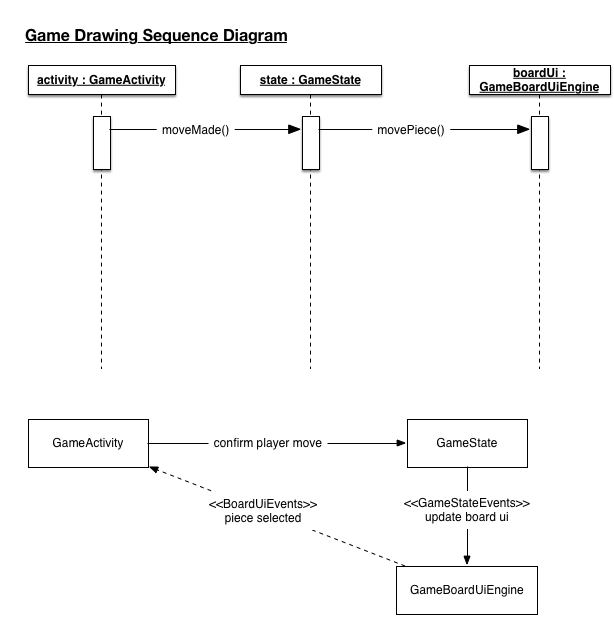 Game Drawing Sequence Diagram
activity : GameActivity
state : GameState
boardUi :
GameBoardUiEngine
moveMade()
movePiece()
GameActivity
confirm player move
GameState
<<BoardUiEvents>>
piece selected
<<GameStateEvents>>
update board ui
GameBoardUiEngine